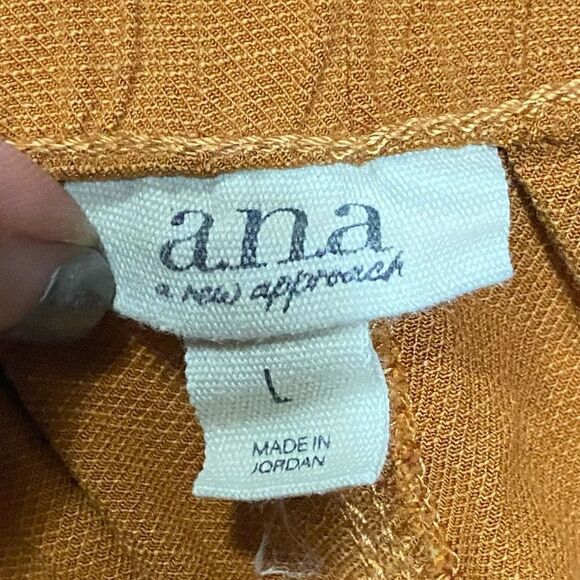 a.n.a
a new approach
L
MADE IN
JORDAN